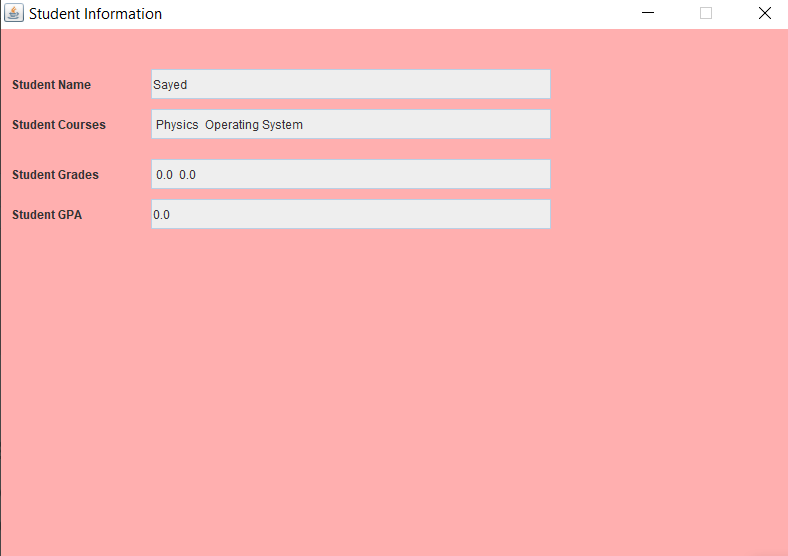 Student Information
Student Name Sayed
Student Courses Physics  Operating System
Student Grades 0.0  0.0
Student GPA 0.0